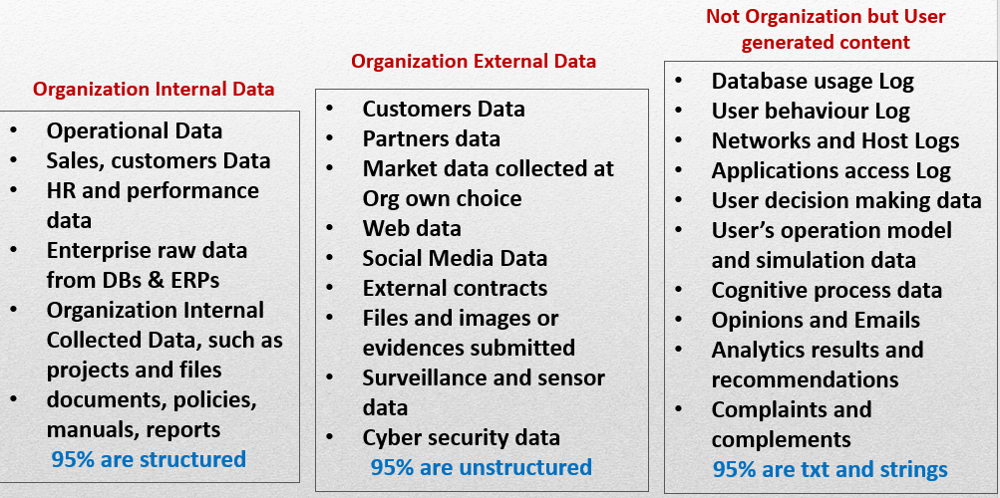 Organization Internal Data
• Operational Data
• Sales, customers Data
• HR and performance
data
• Enterprise raw data
from DBs & ERPs
• Organization Internal
Collected Data, such as
projects and files
• documents, policies,
manuals, reports
95% are structured
Organization External Data
• Customers Data
• Partners data
• Market data collected at
Org own choice
• Web data
• Social Media Data
• External contracts
• Files and images or
evidences submitted
• Surveillance and sensor
data
• Cyber security data
95% are unstructured
Not Organization but User
generated content
• Database usage Log
• User behaviour Log
• Networks and Host Logs
• Applications access Log
• User decision making data
• User’s operation model
and simulation data
• Cognitive process data
• Opinions and Emails
• Analytics results and
recommendations
• Complaints and
complements
95% are txt and strings